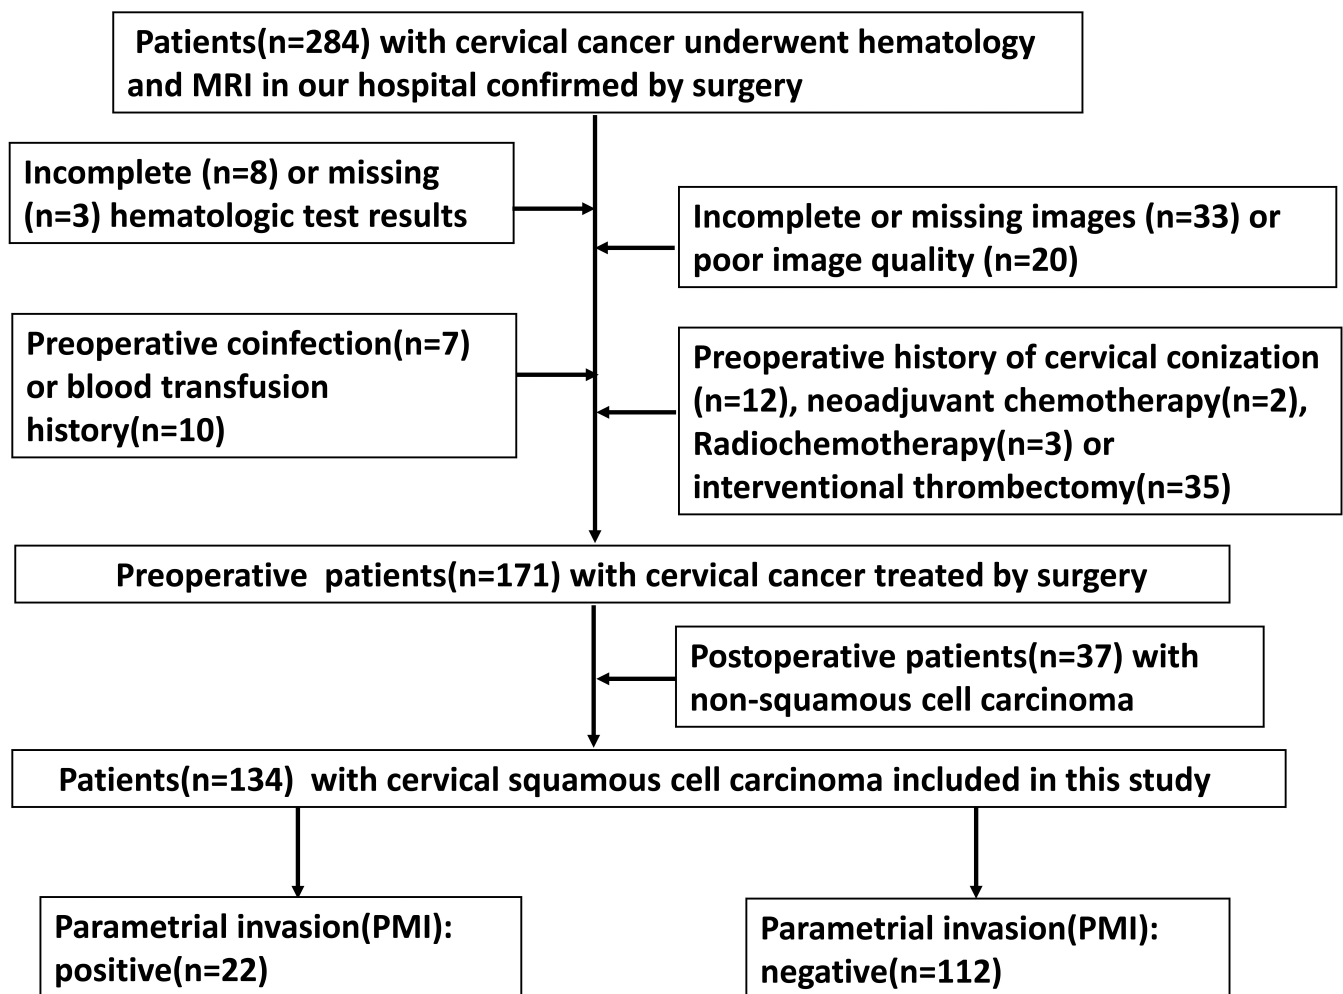 Patients(n=284) with cervical cancer underwent hematology
and MRI in our hospital confirmed by surgery
Incomplete (n=8) or missing
(n=3) hematologic test results
Incomplete or missing images (n=33) or
poor image quality (n=20)
Preoperative coinfection(n=7)
or blood transfusion
history(n=10)
Preoperative history of cervical conization
(n=12), neoadjuvant chemotherapy(n=2),
Radiochemotherapy(n=3) or
interventional thrombectomy(n=35)
Preoperative patients(n=171) with cervical cancer treated by surgery
Postoperative patients(n=37) with
non-squamous cell carcinoma
Patients(n=134) with cervical squamous cell carcinoma included in this study
Parametrial invasion(PMI):
positive(n=22)
Parametrial invasion(PMI):
negative(n=112)